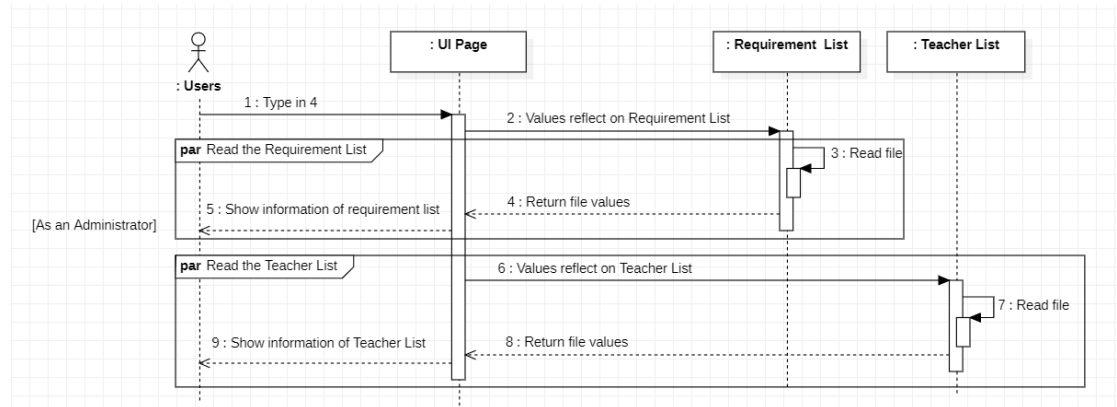 : UI Page
: Requirement List
: Teacher List
: Users
1 : Type in 4
2 : Values reflect on Requirement List
par Read the Requirement List
3 : Read file
4 : Return file values
5 : Show information of requirement list
[As an Administrator]
par Read the Teacher List
6 : Values reflect on Teacher List
7 : Read file
8 : Return file values
9 : Show information of Teacher List